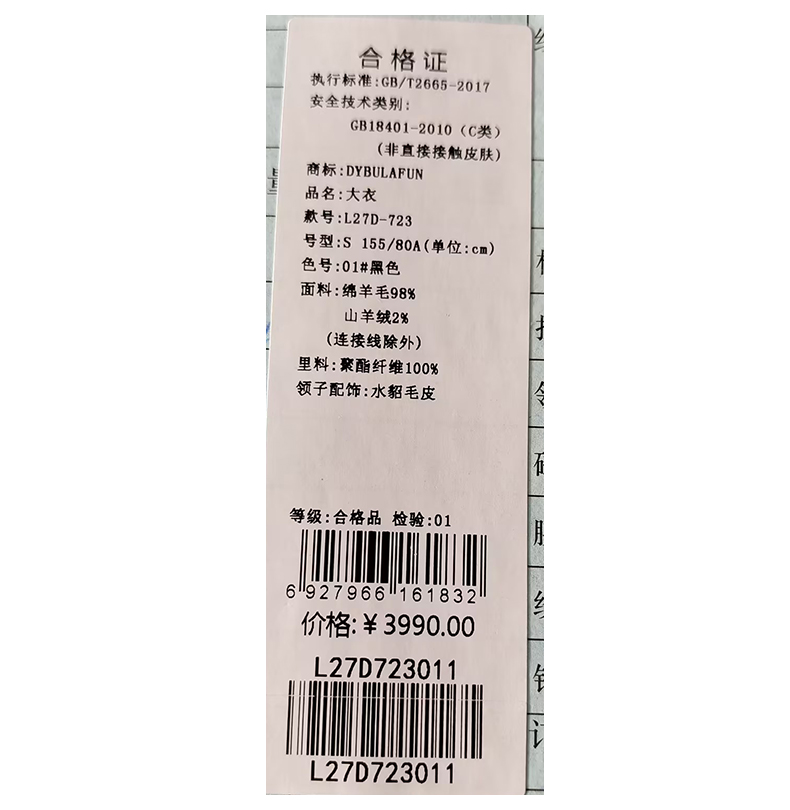 合格证
执行标准:GB/T2665-2017
安全技术类别:
GB18401-2010（C类）
(非直接接触皮肤)
商标:DYBULAFUN
品名:大衣
款号:L27D-723
号型:S 155/80A(单位:cm)
色号:01#黑色
面料:绵羊毛98%
山羊绒2%
(连接线除外)
里料:聚酯纤维100%
领子配饰:水貂毛皮
等级:合格品 检验:01
6 927966 161832
价格:￥3990.00
L27D723011
L27D723011